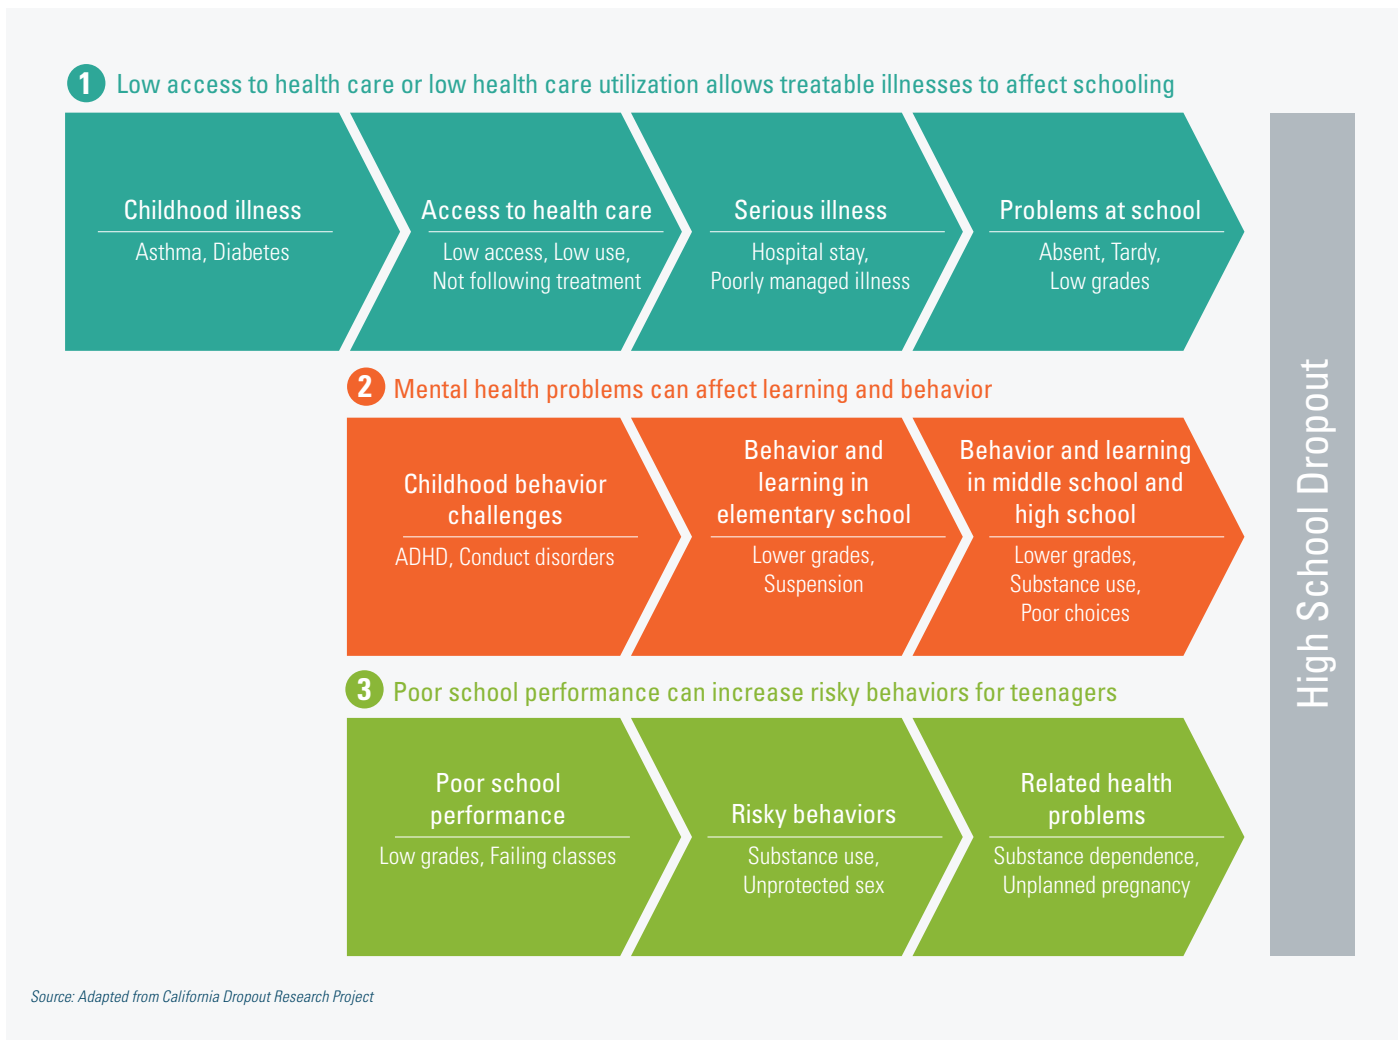 1 Low access to health care or low health care utilization allows treatable illnesses to affect schooling
Childhood illness
Asthma, Diabetes
Access to health care
Low access, Low use,
Not following treatment
Serious illness
Hospital stay,
Poorly managed illness
Problems at school
Absent, Tardy,
Low grades
2 Mental health problems can affect learning and behavior
Childhood behavior
challenges
ADHD, Conduct disorders
Behavior and
learning in
elementary school
Lower grades,
Suspension
Behavior and learning
in middle school and
high school
Lower grades,
Substance use,
Poor choices
3 Poor school performance can increase risky behaviors for teenagers
Poor school
performance
Low grades, Failing classes
Risky behaviors
Substance use,
Unprotected sex
Related health
problems
Substance dependence,
Unplanned pregnancy
High School Dropout
Source: Adapted from California Dropout Research Project